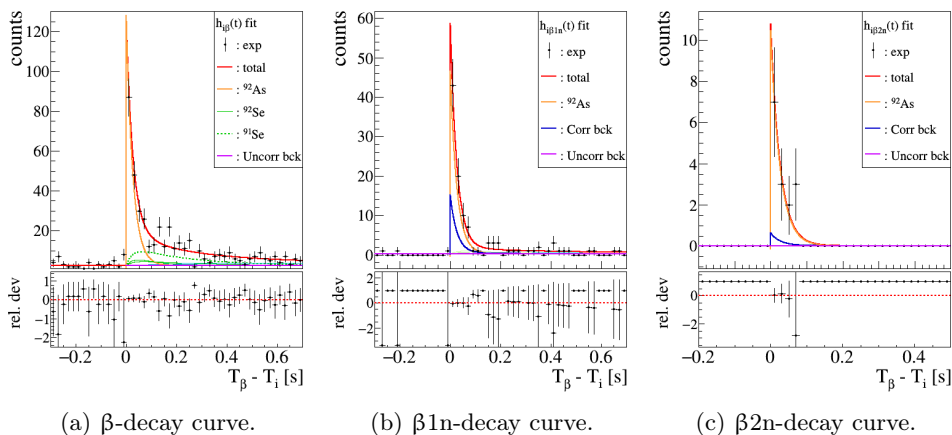 counts
h_iβ(t) fit
: exp
: total
: ⁹²As
: ⁹²Se
: ⁹¹Se
: Uncorr bck
120
100
80
60
40
20
rel. dev
1
0
−1
−2
−0.2 0 0.2 0.4 0.6
T_β - T_i [s]
(a) β-decay curve.
counts
h_iβ1n(t) fit
: exp
: total
: ⁹²As
: Corr bck
: Uncorr bck
60
50
40
30
20
10
0
rel. dev
2
1
0
−1
−2
−3
−0.2 0 0.2 0.4 0.6
T_β - T_i [s]
(b) β1n-decay curve.
counts
h_iβ2n(t) fit
: exp
: total
: ⁹²As
: Corr bck
: Uncorr bck
10
8
6
4
2
0
rel. dev
0
−2
−0.2 0 0.2 0.4
T_β - T_i [s]
(c) β2n-decay curve.